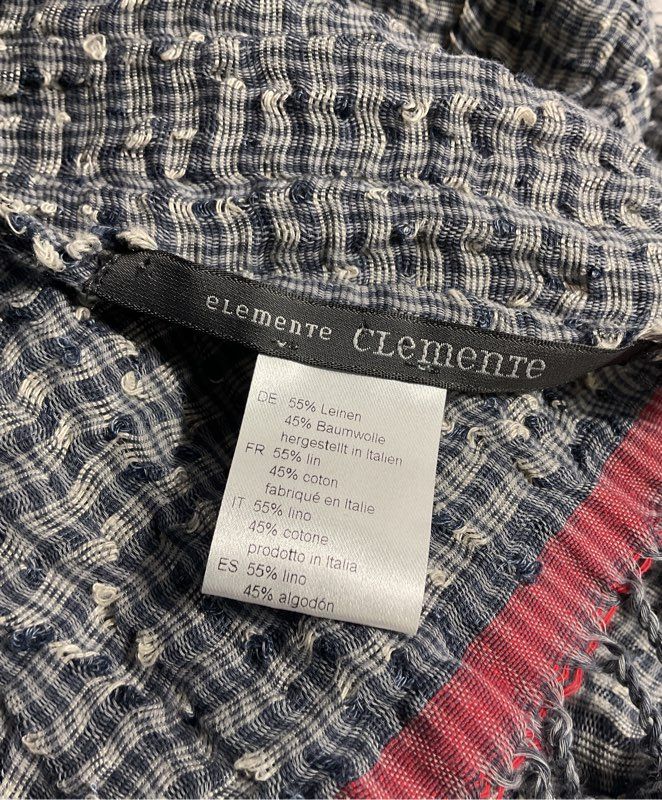 eLemenTe CLemenTe
DE 55% Leinen
45% Baumwolle
hergestellt in Italien
FR 55% lin
45% coton
fabriqué en Italie
IT 55% lino
45% cotone
prodotto in Italia
ES 55% lino
45% algodón